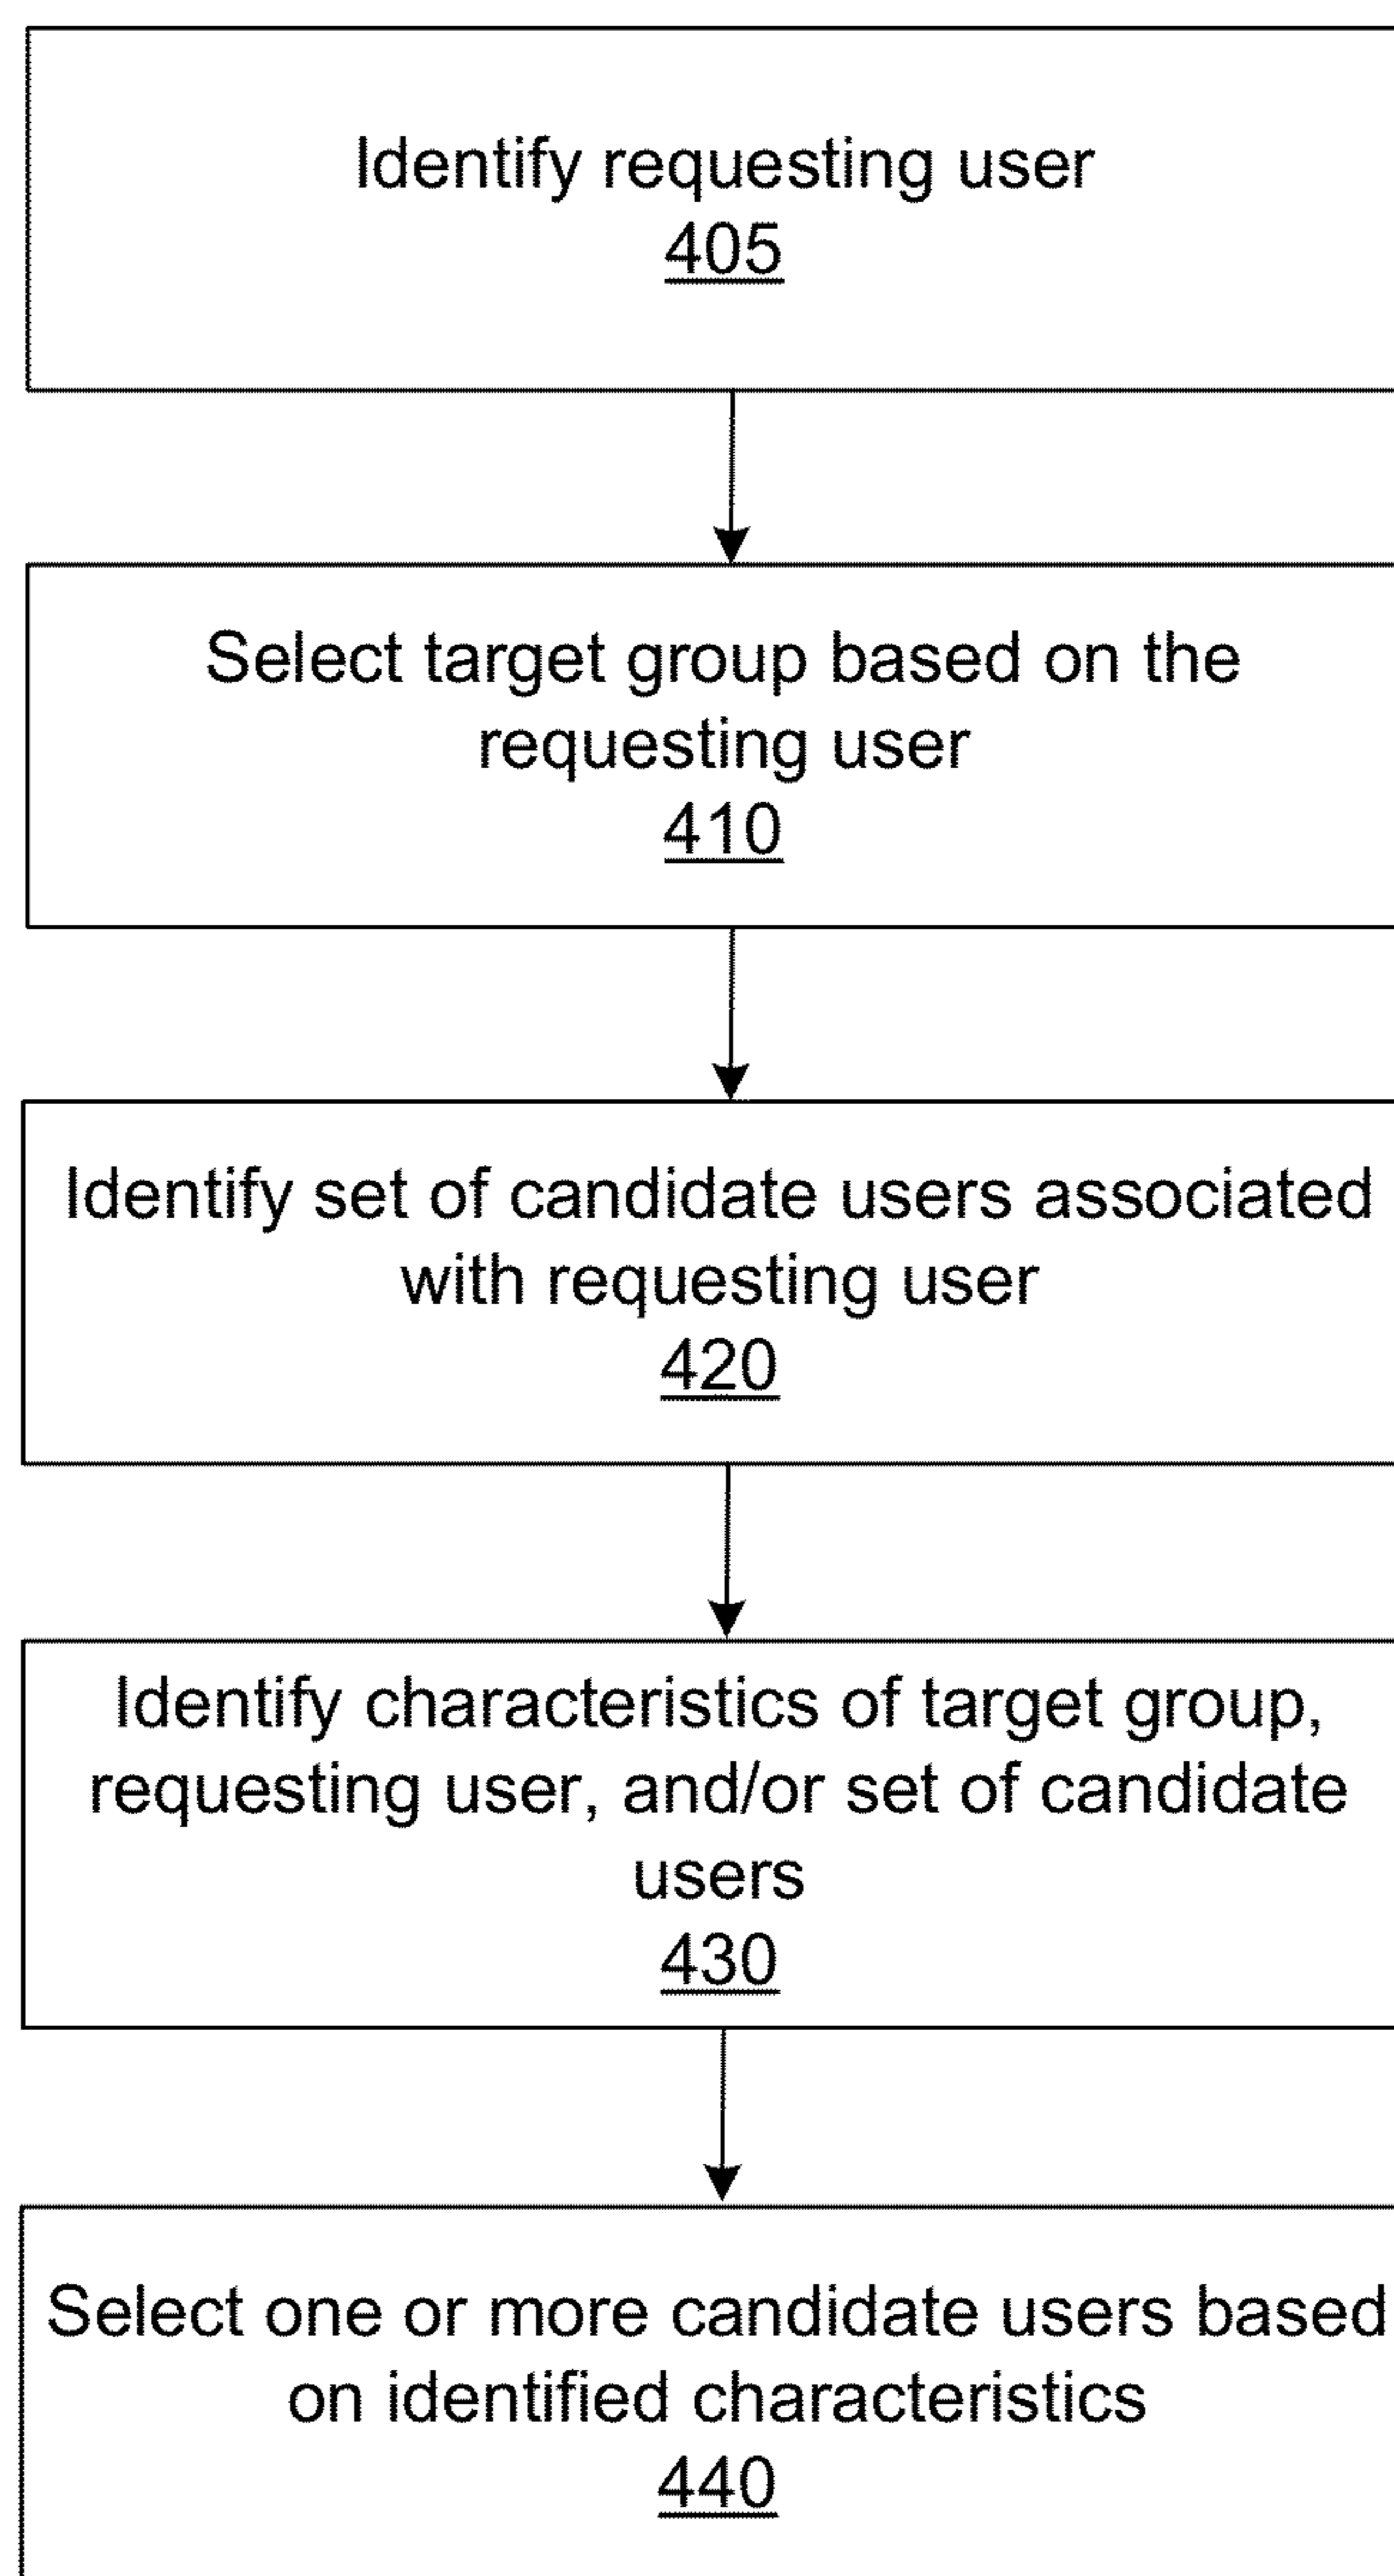 Identify requesting user
405
Select target group based on the
requesting user
410
Identify set of candidate users associated
with requesting user
420
Identify characteristics of target group,
requesting user, and/or set of candidate
users
430
Select one or more candidate users based
on identified characteristics
440